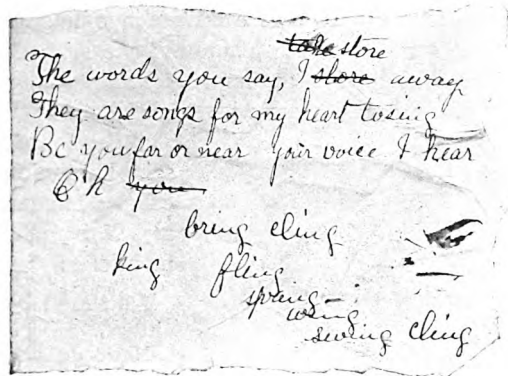 take store
The words you say, I store away
They are songs for my heart to sing
Be you far or near your voice I hear
Oh you
bring cling
king fling
spring -
wing
swing cling